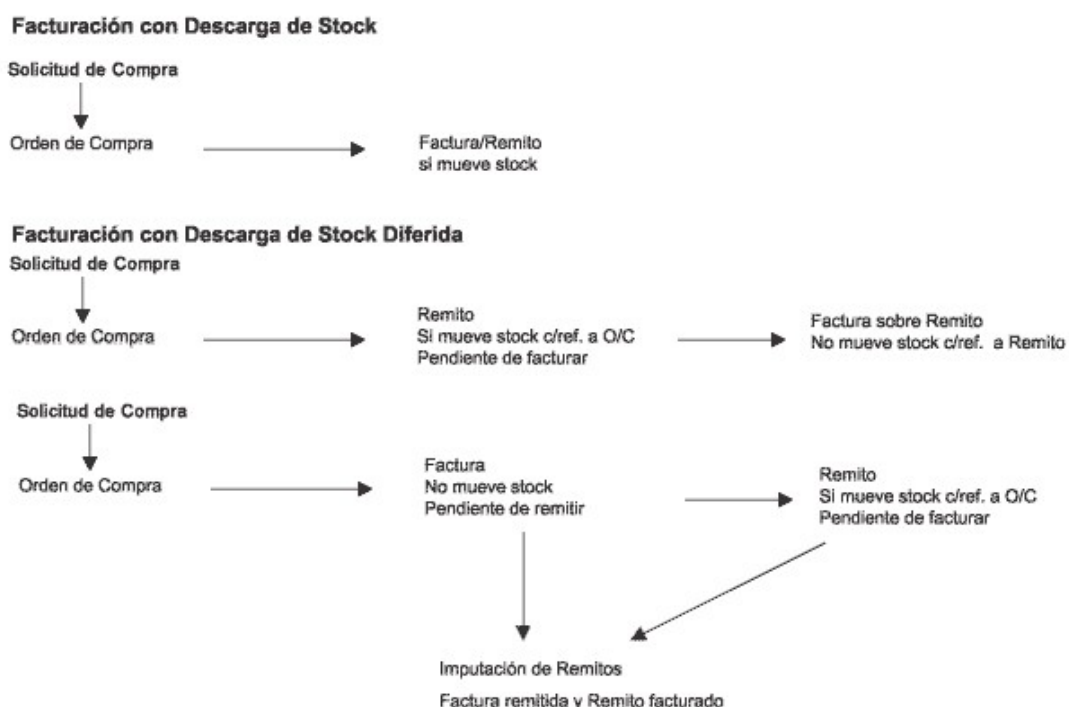 Facturación con Descarga de Stock
Solicitud de Compra
Orden de Compra
Factura/Remito
si mueve stock
Facturación con Descarga de Stock Diferida
Solicitud de Compra
Orden de Compra
Remito
Si mueve stock c/ref. a O/C
Pendiente de facturar
Factura sobre Remito
No mueve stock c/ref. a Remito
Solicitud de Compra
Orden de Compra
Factura
No mueve stock
Pendiente de remitir
Remito
Si mueve stock c/ref. a O/C
Pendiente de facturar
Imputación de Remitos
Factura remitida y Remito facturado